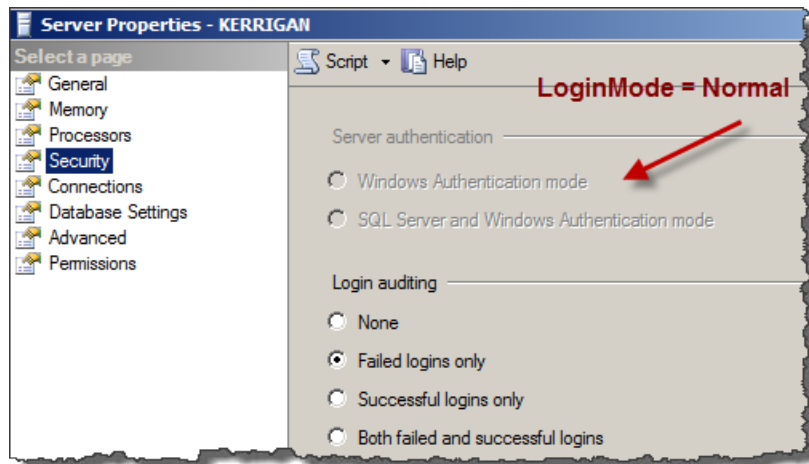 Server Properties - KERRIGAN
Select a page
General
Memory
Processors
Security
Connections
Database Settings
Advanced
Permissions
Script Help
LoginMode = Normal
Server authentication
Windows Authentication mode
SQL Server and Windows Authentication mode
Login auditing
None
Failed logins only
Successful logins only
Both failed and successful logins